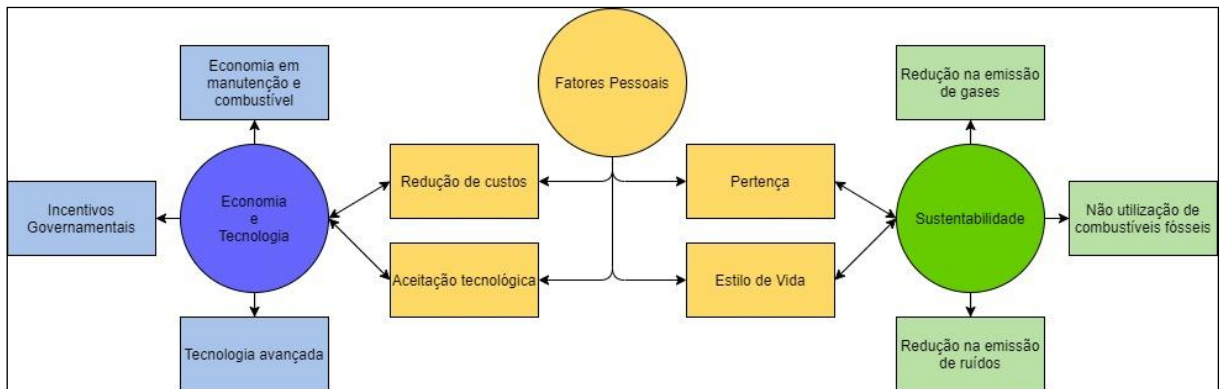 Economia em
manutenção e
combustível
Fatores Pessoais
Redução na emissão
de gases
Incentivos
Governamentais
Economia
e
Tecnologia
Redução de custos
Pertença
Sustentabilidade
Não utilização de
combustíveis fósseis
Aceitação tecnológica
Estilo de Vida
Tecnologia avançada
Redução na emissão
de ruídos